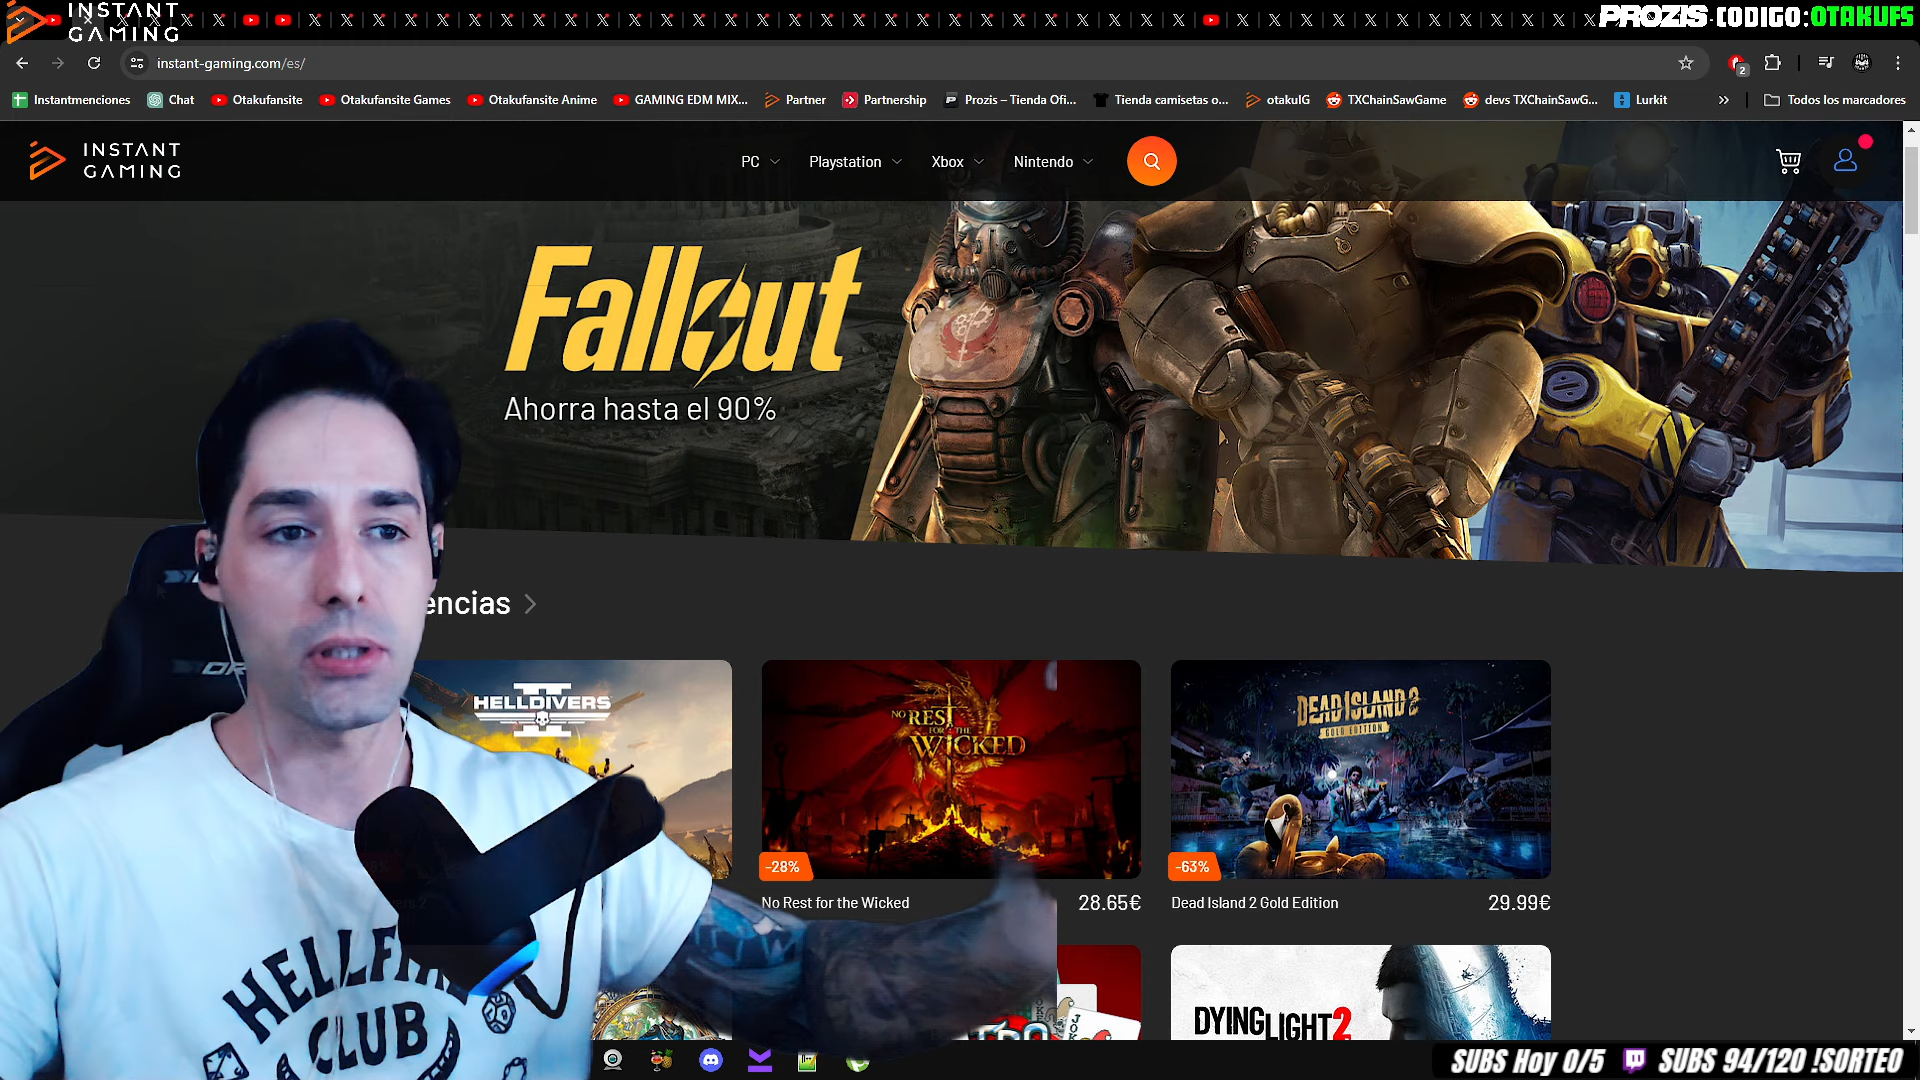 INSTANT
GAMING
PROZIS CODIGO:OTAKUFS
instant-gaming.com/es/
2
Instantmenciones
Chat
Otakufansite
Otakufansite Games
Otakufansite Anime
GAMING EDM MIX...
Partner
Partnership
Prozis – Tienda Ofi...
Tienda camisetas o...
otakuIG
TXChainSawGame
devs TXChainSawG...
Lurkit
Todos los marcadores
INSTANT
GAMING
PC
Playstation
Xbox
Nintendo
Fallout
Ahorra hasta el 90%
encias
HELLDIVERS
II
NO REST FOR THE WICKED
DEAD ISLAND 2
GOLD EDITION
-28%
-63%
No Rest for the Wicked
28.65€
Dead Island 2 Gold Edition
29.99€
DYING LIGHT 2
HELLFI
CLUB
SUBS Hoy 0/5
SUBS 94/120 !SORTEO